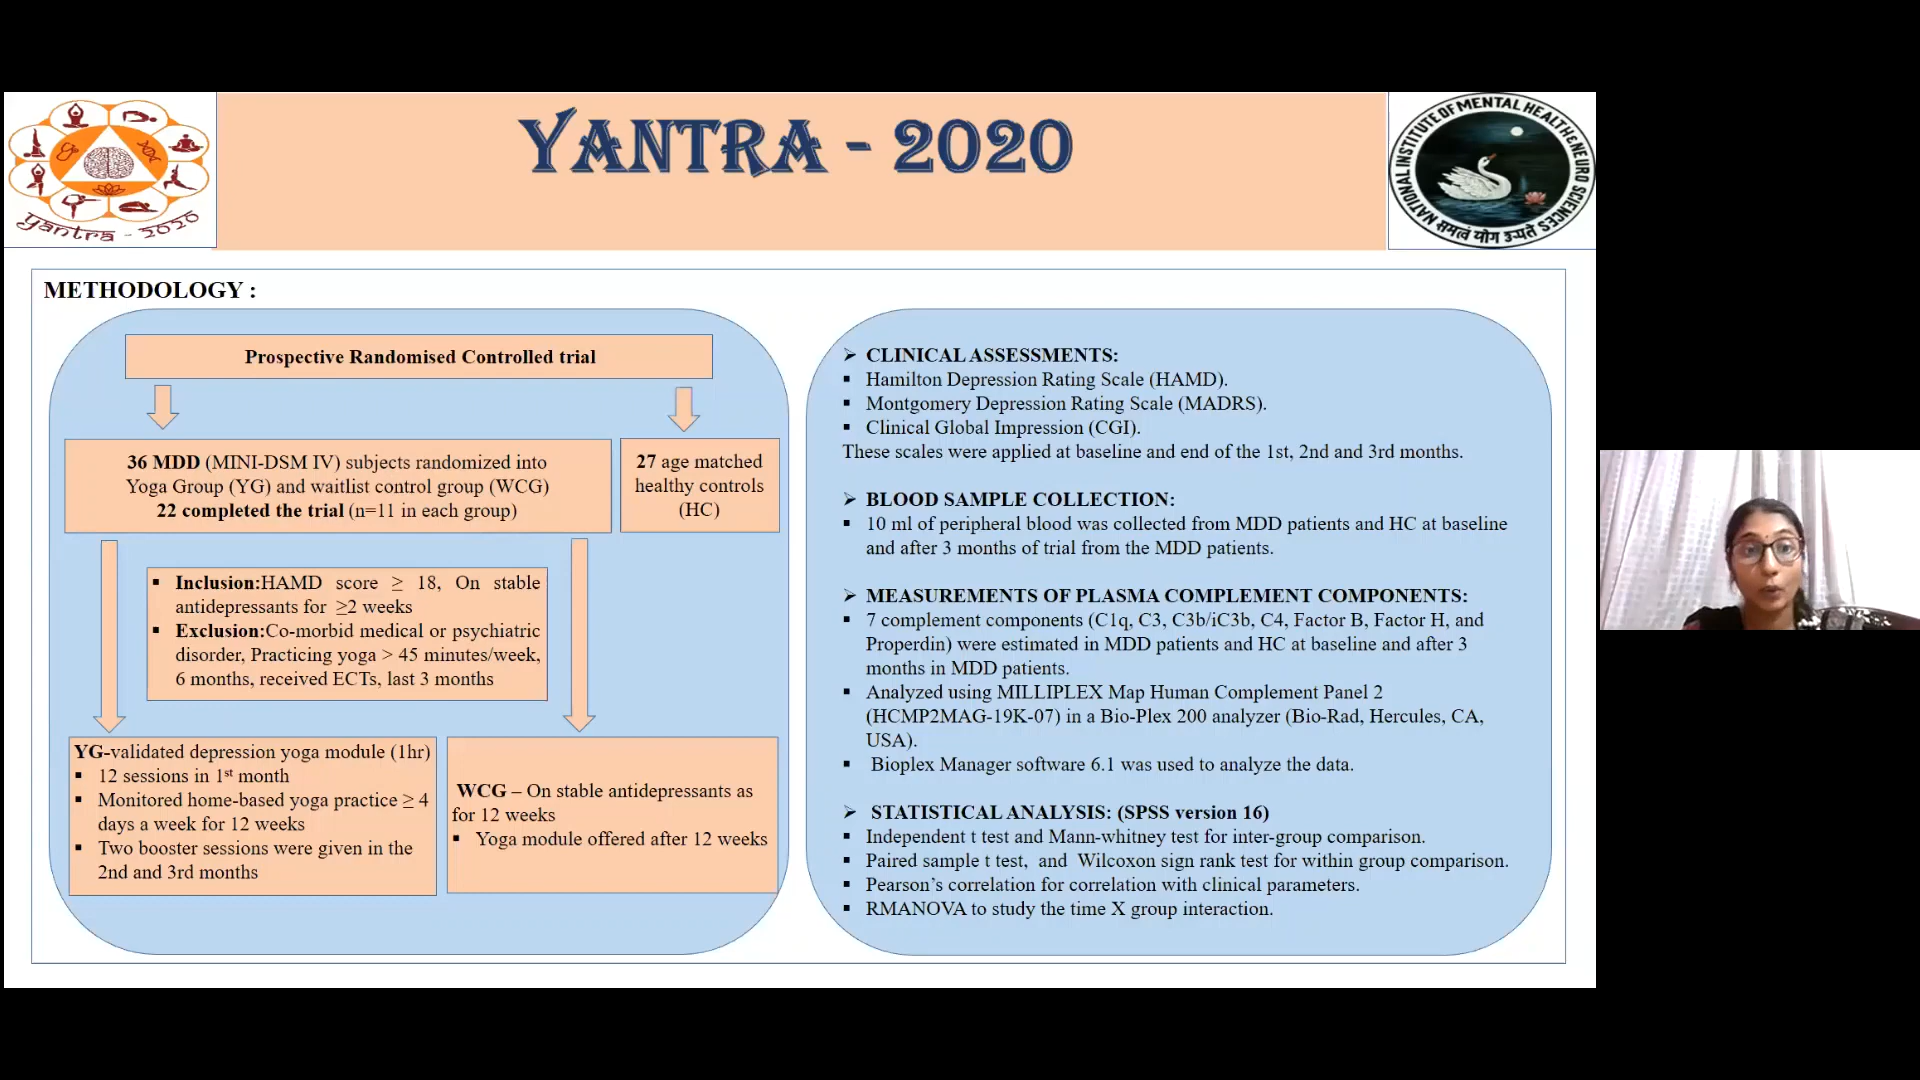 YANTRA - 2020
yantra - 2020
NATIONAL INSTITUTE OF MENTAL HEALTH & NEURO SCIENCES
समत्वं योग उच्यते
METHODOLOGY :
Prospective Randomised Controlled trial
36 MDD (MINI-DSM IV) subjects randomized into
Yoga Group (YG) and waitlist control group (WCG)
22 completed the trial (n=11 in each group)
27 age matched
healthy controls
(HC)
▪ Inclusion:HAMD score ≥ 18, On stable
antidepressants for ≥2 weeks
▪ Exclusion:Co-morbid medical or psychiatric
disorder, Practicing yoga > 45 minutes/week,
6 months, received ECTs, last 3 months
YG-validated depression yoga module (1hr)
▪ 12 sessions in 1st month
▪ Monitored home-based yoga practice ≥ 4
days a week for 12 weeks
▪ Two booster sessions were given in the
2nd and 3rd months
WCG – On stable antidepressants as
for 12 weeks
▪ Yoga module offered after 12 weeks
➢ CLINICAL ASSESSMENTS:
▪ Hamilton Depression Rating Scale (HAMD).
▪ Montgomery Depression Rating Scale (MADRS).
▪ Clinical Global Impression (CGI).
These scales were applied at baseline and end of the 1st, 2nd and 3rd months.
➢ BLOOD SAMPLE COLLECTION:
▪ 10 ml of peripheral blood was collected from MDD patients and HC at baseline
and after 3 months of trial from the MDD patients.
➢ MEASUREMENTS OF PLASMA COMPLEMENT COMPONENTS:
▪ 7 complement components (C1q, C3, C3b/iC3b, C4, Factor B, Factor H, and
Properdin) were estimated in MDD patients and HC at baseline and after 3
months in MDD patients.
▪ Analyzed using MILLIPLEX Map Human Complement Panel 2
(HCMP2MAG-19K-07) in a Bio-Plex 200 analyzer (Bio-Rad, Hercules, CA,
USA).
▪ Bioplex Manager software 6.1 was used to analyze the data.
➢ STATISTICAL ANALYSIS: (SPSS version 16)
▪ Independent t test and Mann-whitney test for inter-group comparison.
▪ Paired sample t test, and Wilcoxon sign rank test for within group comparison.
▪ Pearson’s correlation for correlation with clinical parameters.
▪ RMANOVA to study the time X group interaction.